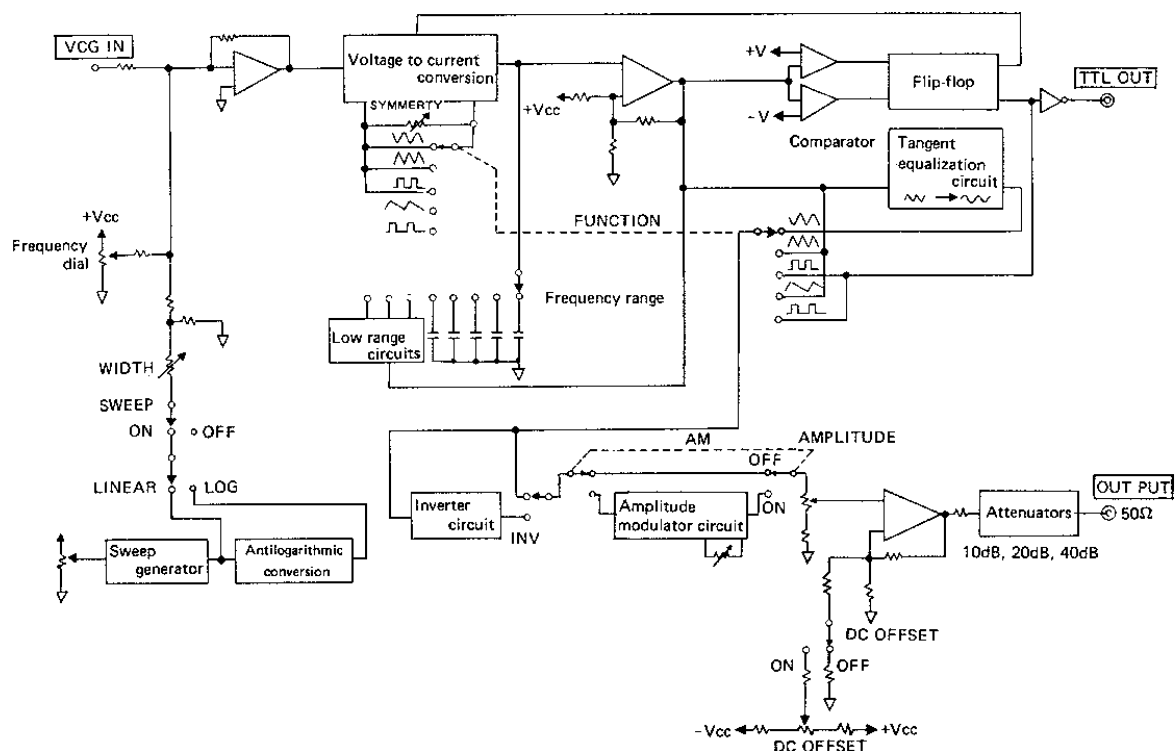 VCG IN
Voltage to current
conversion
SYMMERTY
+Vcc
+V
-V
Comparator
Flip-flop
TTL OUT
Tangent
equalization
circuit
FUNCTION
+Vcc
Frequency
dial
Frequency range
Low range
circuits
WIDTH
SWEEP
ON
OFF
LINEAR
LOG
Sweep
generator
Antilogarithmic
conversion
Inverter
circuit
INV
AM
AMPLITUDE
OFF
ON
Amplitude
modulator circuit
OUT PUT
50Ω
Attenuators
10dB, 20dB, 40dB
DC OFFSET
ON
OFF
-Vcc
+Vcc
DC OFFSET